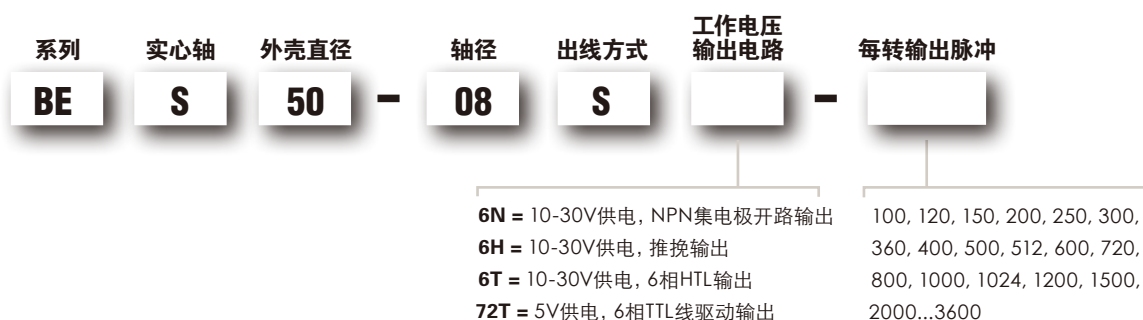 系列 实心轴 外壳直径 轴径 出线方式 工作电压 输出电路 每转输出脉冲
BE S 50 – 08 S –
6N = 10-30V供电, NPN集电极开路输出
6H = 10-30V供电, 推挽输出
6T = 10-30V供电, 6相HTL输出
72T = 5V供电, 6相TTL线驱动输出
100, 120, 150, 200, 250, 300,
360, 400, 500, 512, 600, 720,
800, 1000, 1024, 1200, 1500,
2000...3600